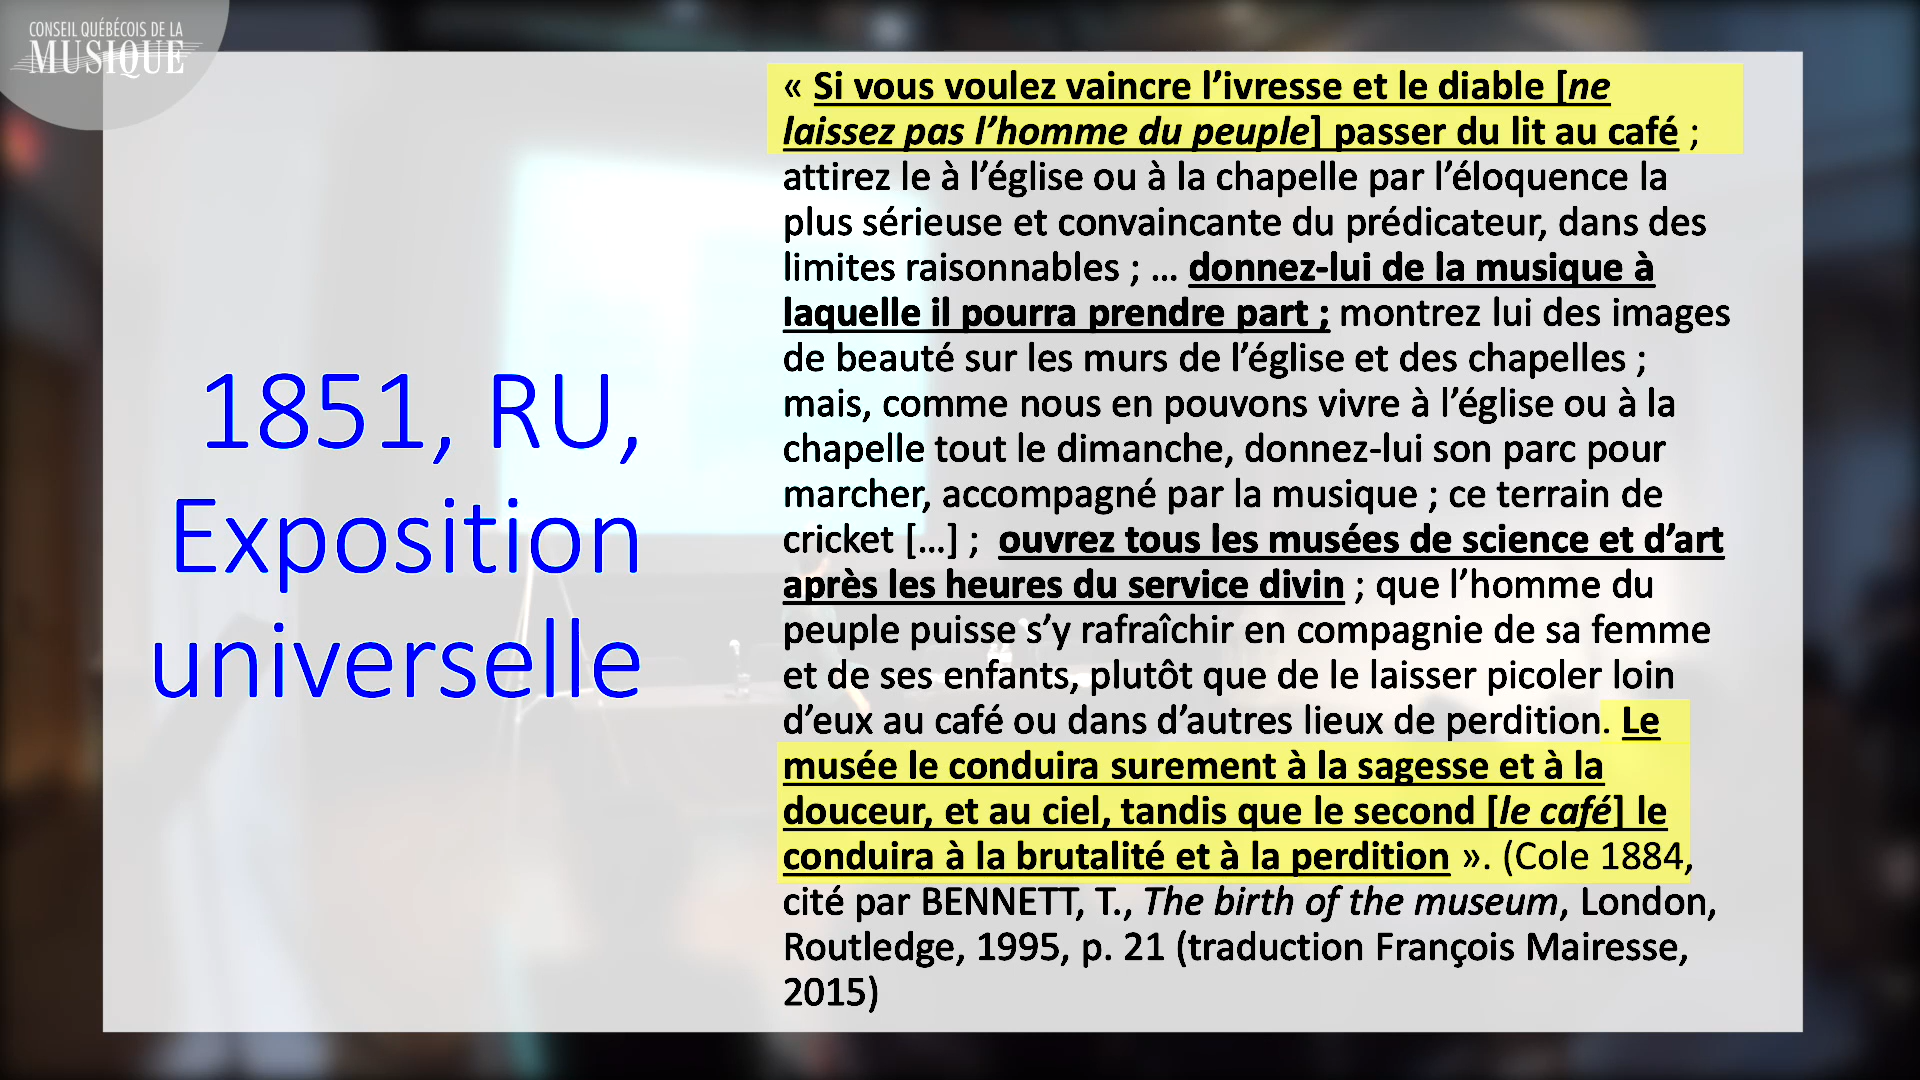 CONSEIL QUÉBÉCOIS DE LA
MUSIQUE
1851, RU,
Exposition
universelle
« Si vous voulez vaincre l’ivresse et le diable [ne
laissez pas l’homme du peuple] passer du lit au café ;
attirez le à l’église ou à la chapelle par l’éloquence la
plus sérieuse et convaincante du prédicateur, dans des
limites raisonnables ; … donnez-lui de la musique à
laquelle il pourra prendre part ; montrez lui des images
de beauté sur les murs de l’église et des chapelles ;
mais, comme nous en pouvons vivre à l’église ou à la
chapelle tout le dimanche, donnez-lui son parc pour
marcher, accompagné par la musique ; ce terrain de
cricket […] ; ouvrez tous les musées de science et d’art
après les heures du service divin ; que l’homme du
peuple puisse s’y rafraîchir en compagnie de sa femme
et de ses enfants, plutôt que de le laisser picoler loin
d’eux au café ou dans d’autres lieux de perdition. Le
musée le conduira surement à la sagesse et à la
douceur, et au ciel, tandis que le second [le café] le
conduira à la brutalité et à la perdition ». (Cole 1884,
cité par BENNETT, T., The birth of the museum, London,
Routledge, 1995, p. 21 (traduction François Mairesse,
2015)